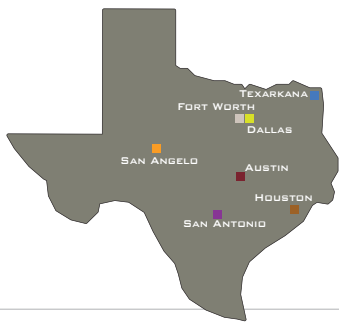 Texarkana
Fort Worth
Dallas
San Angelo
Austin
Houston
San Antonio